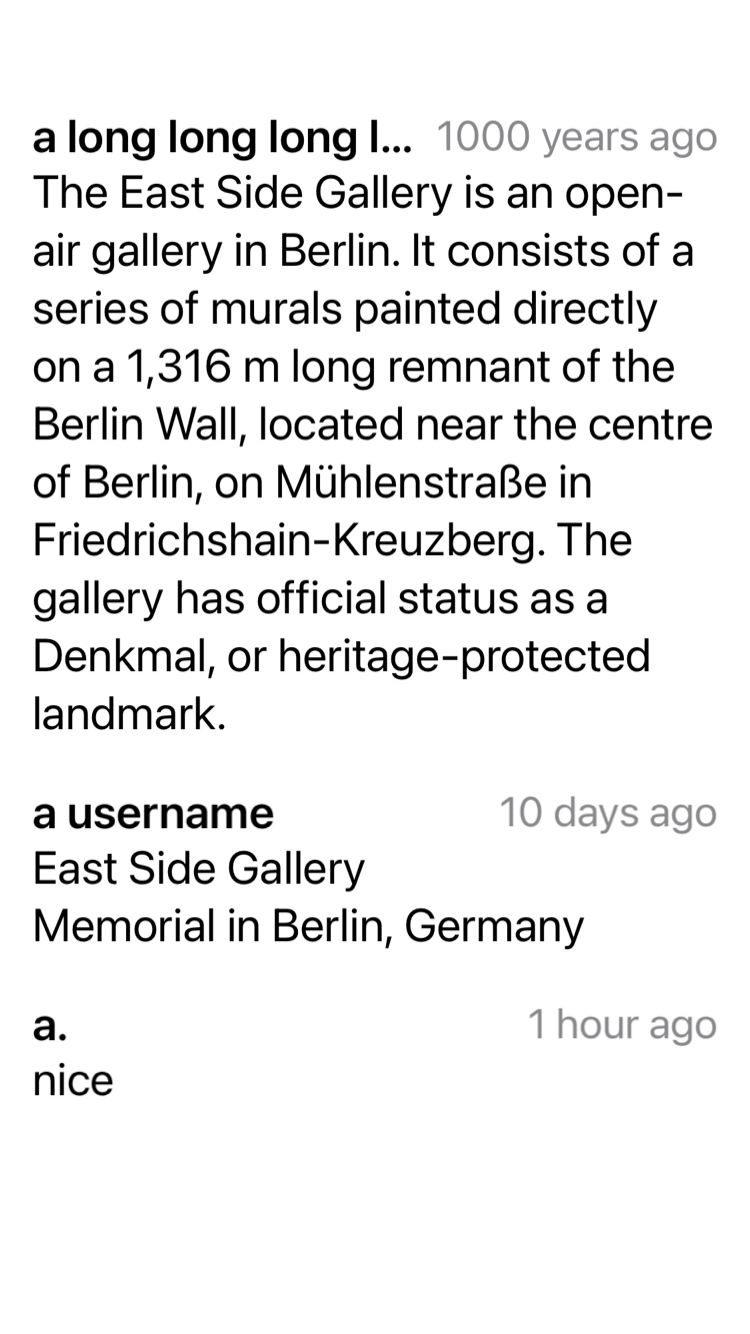 a long long long l... 1000 years ago
The East Side Gallery is an open-
air gallery in Berlin. It consists of a
series of murals painted directly
on a 1,316 m long remnant of the
Berlin Wall, located near the centre
of Berlin, on Mühlenstraße in
Friedrichshain-Kreuzberg. The
gallery has official status as a
Denkmal, or heritage-protected
landmark.
a username 10 days ago
East Side Gallery
Memorial in Berlin, Germany
a. 1 hour ago
nice